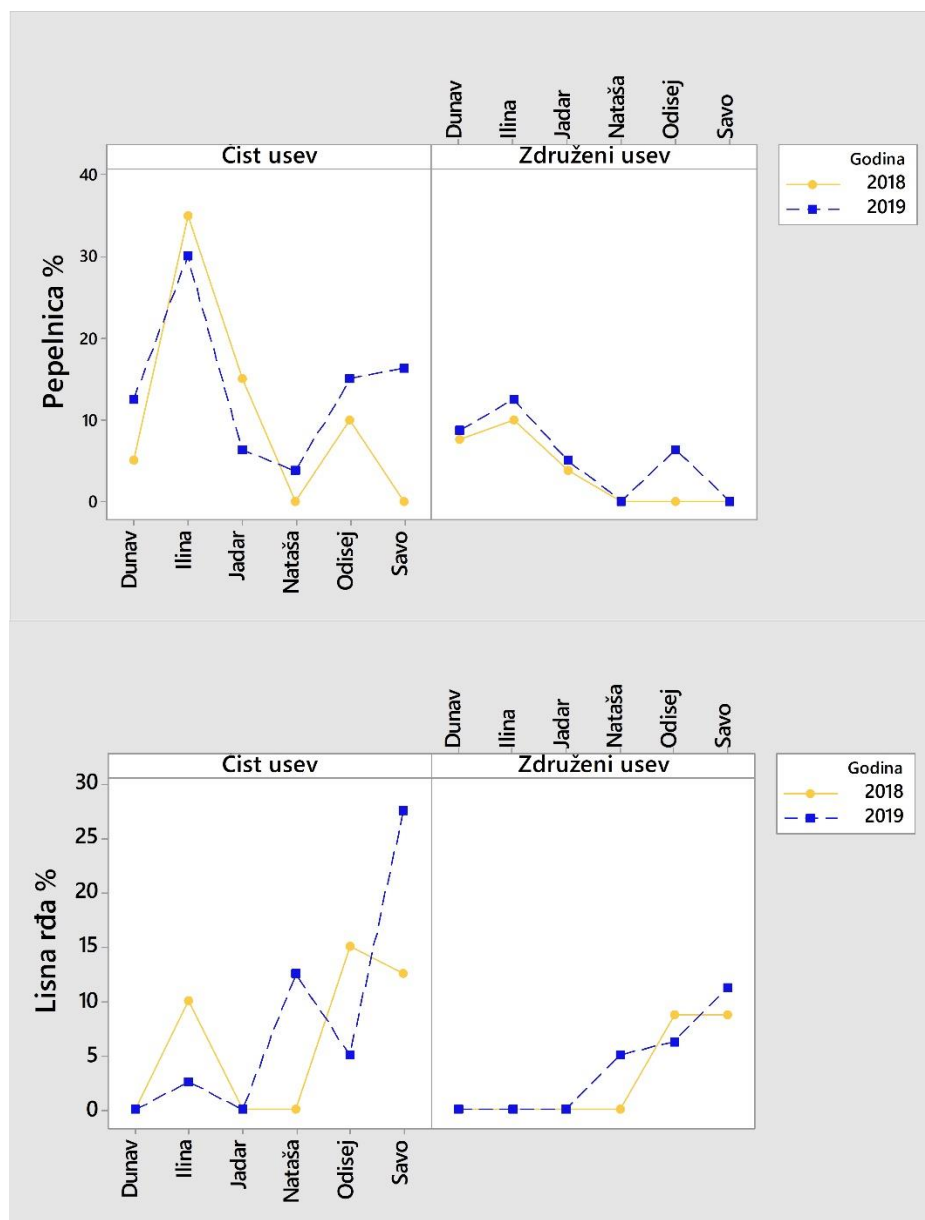 Dunav
Ilina
Jadar
Nataša
Odisej
Savo
Čist usev
Združeni usev
Godina
2018
2019
Pepelnica %
40
30
20
10
0
Dunav
Ilina
Jadar
Nataša
Odisej
Savo
Dunav
Ilina
Jadar
Nataša
Odisej
Savo
Čist usev
Združeni usev
Godina
2018
2019
Lisna rđa %
30
25
20
15
10
5
0
Dunav
Ilina
Jadar
Nataša
Odisej
Savo